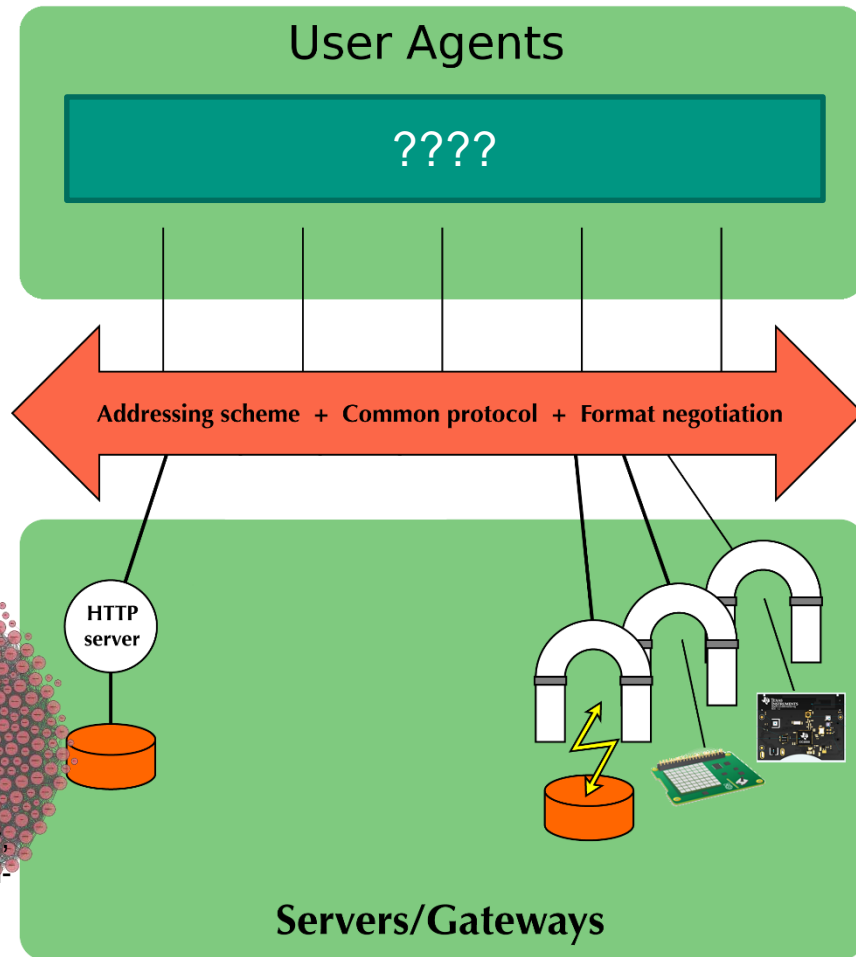 User Agents
????
Addressing scheme + Common protocol + Format negotiation
HTTP
server
Servers/Gateways